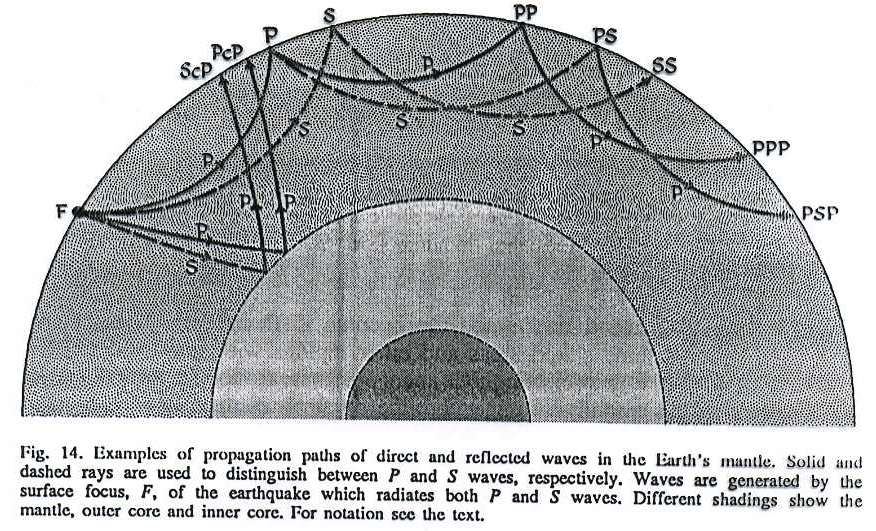 PP
S
P
PS
PcP
ScP
SS
P
S
S
S
P
PPP
P
P
P
P
F
PSP
P
S
Fig. 14. Examples of propagation paths of direct and reflected waves in the Earth's mantle. Solid and
dashed rays are used to distinguish between P and S waves, respectively. Waves are generated by the
surface focus, F, of the earthquake which radiates both P and S waves. Different shadings show the
mantle, outer core and inner core. For notation see the text.